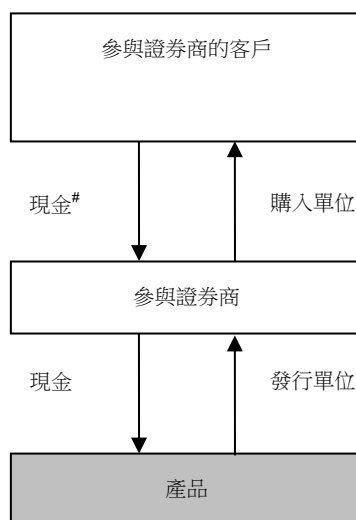 參與證券商的客戶
現金#
購入單位
參與證券商
現金
發行單位
產品